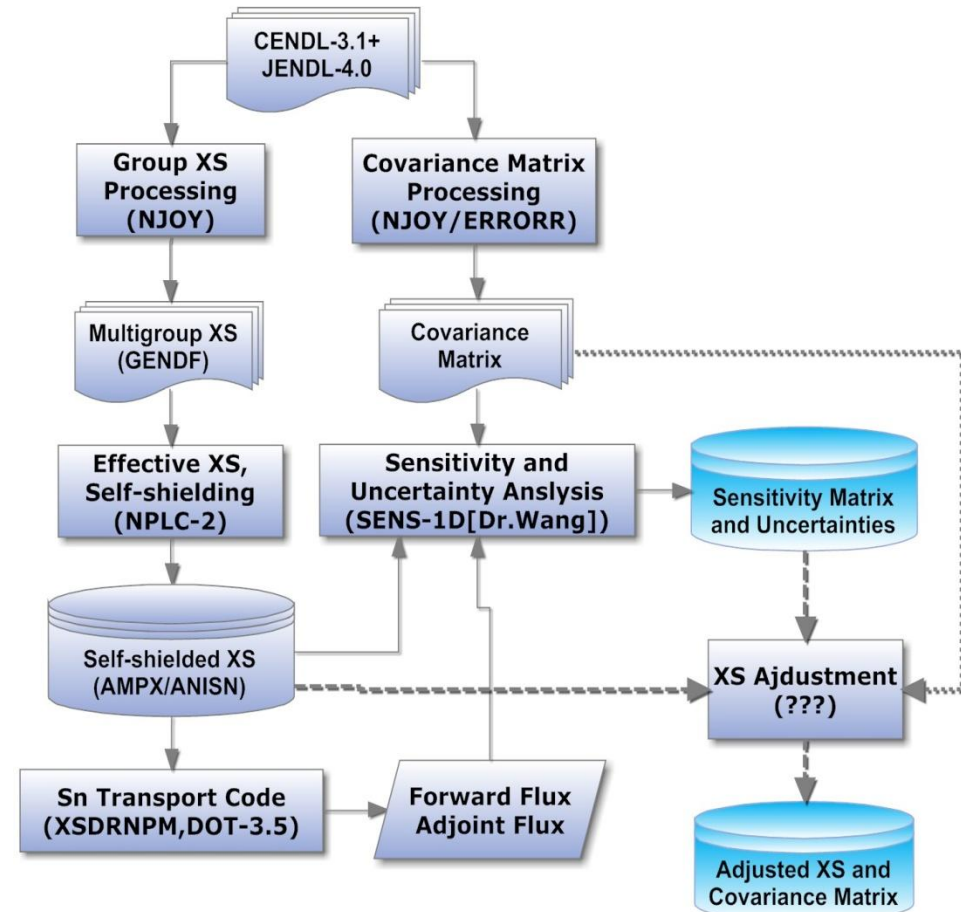 CENDL-3.1+
JENDL-4.0
Group XS
Processing
(NJOY)
Covariance Matrix
Processing
(NJOY/ERRORR)
Multigroup XS
(GENDF)
Covariance
Matrix
Effective XS,
Self-shielding
(NPLC-2)
Sensitivity and
Uncertainty Anslysis
(SENS-1D[Dr.Wang])
Sensitivity Matrix
and Uncertainties
Self-shielded XS
(AMPX/ANISN)
XS Ajdustment
(???)
Sn Transport Code
(XSDRNPM,DOT-3.5)
Forward Flux
Adjoint Flux
Adjusted XS and
Covariance Matrix